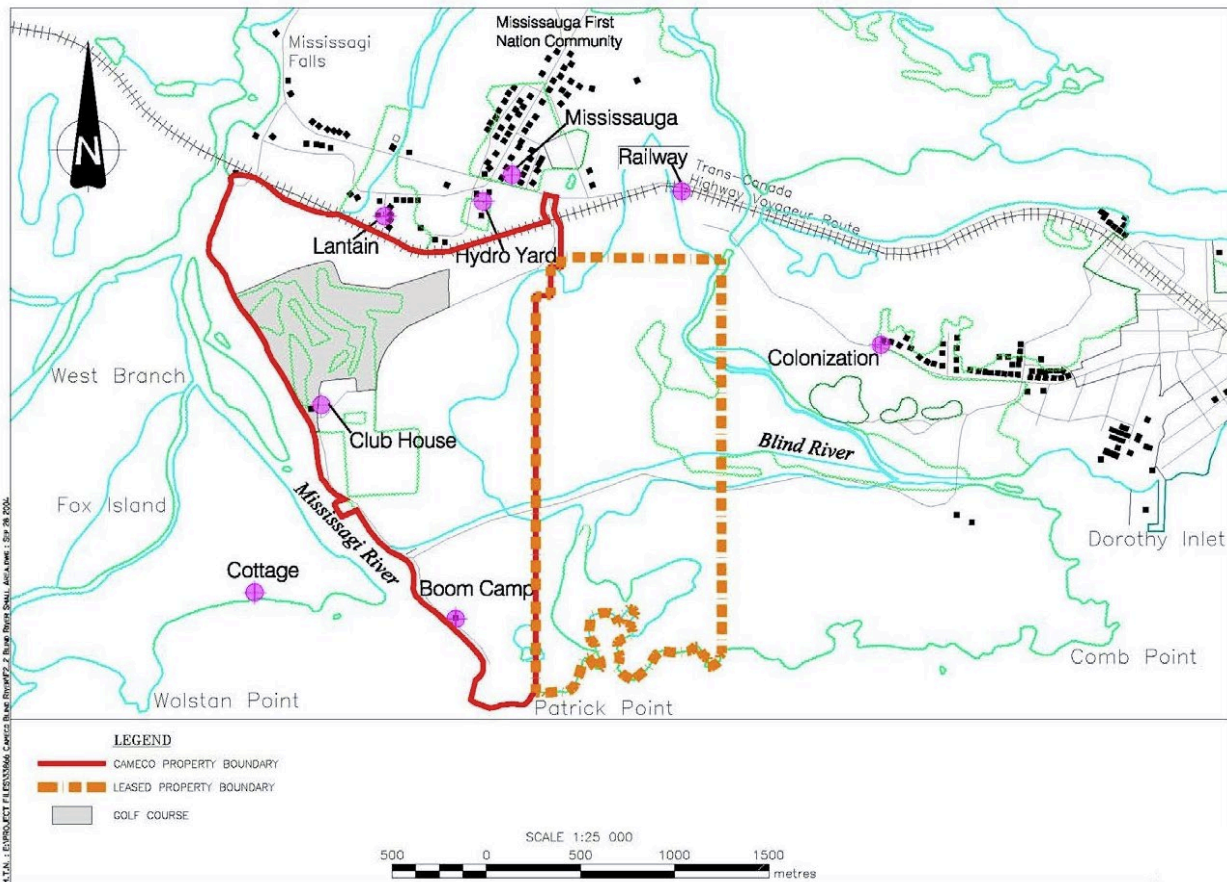 Mississauga First
Nation Community
Mississagi
Falls
Mississauga
N
Railway
Trans-Canada
Highway Voyageur Route
Lantain
Hydro Yard
Colonization
West Branch
Club House
Blind River
Fox Island
Mississagi River
Dorothy Inlet
Cottage
Boom Camp
Comb Point
Wolstan Point
Patrick Point
LEGEND
CAMECO PROPERTY BOUNDARY
LEASED PROPERTY BOUNDARY
GOLF COURSE
SCALE 1:25 000
500 0 500 1000 1500
metres